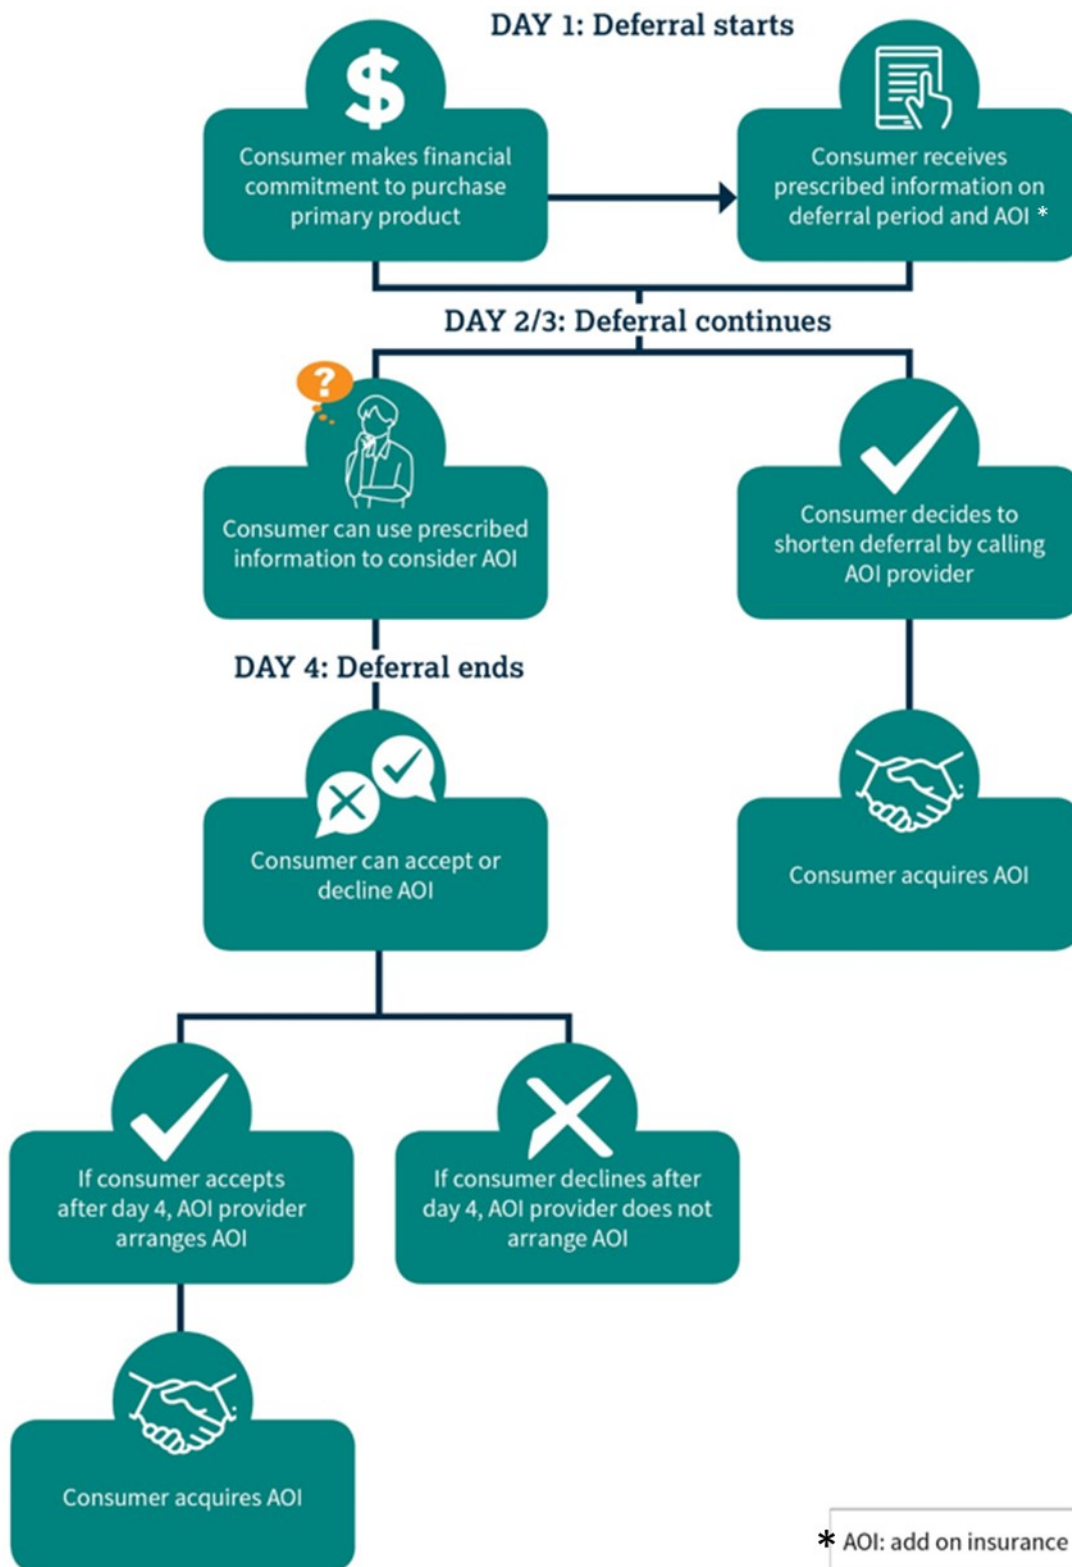 DAY 1: Deferral starts
$
Consumer makes financial
commitment to purchase
primary product
Consumer receives
prescribed information on
deferral period and AOI *
DAY 2/3: Deferral continues
?
Consumer can use prescribed
information to consider AOI
Consumer decides to
shorten deferral by calling
AOI provider
DAY 4: Deferral ends
Consumer can accept or
decline AOI
Consumer acquires AOI
If consumer accepts
after day 4, AOI provider
arranges AOI
If consumer declines after
day 4, AOI provider does not
arrange AOI
Consumer acquires AOI
* AOI: add on insurance